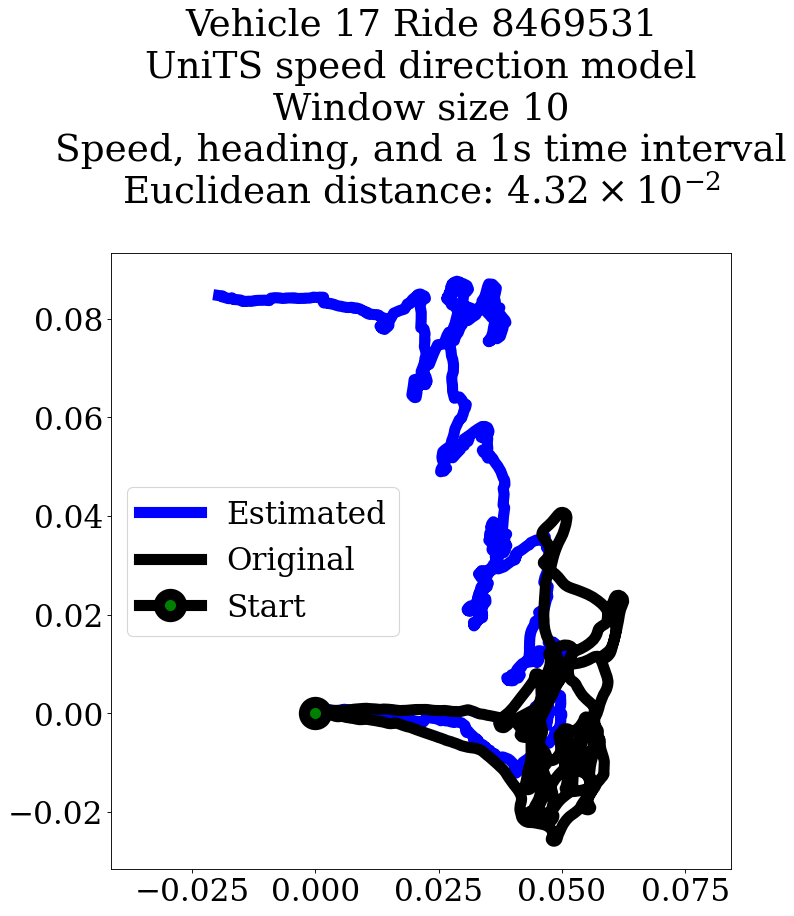 Vehicle 17 Ride 8469531
UniTS speed direction model
Window size 10
Speed, heading, and a 1s time interval
Euclidean distance: 4.32 × 10⁻²
0.08
0.06
0.04
0.02
0.00
−0.02
Estimated
Original
Start
−0.025 0.000 0.025 0.050 0.075